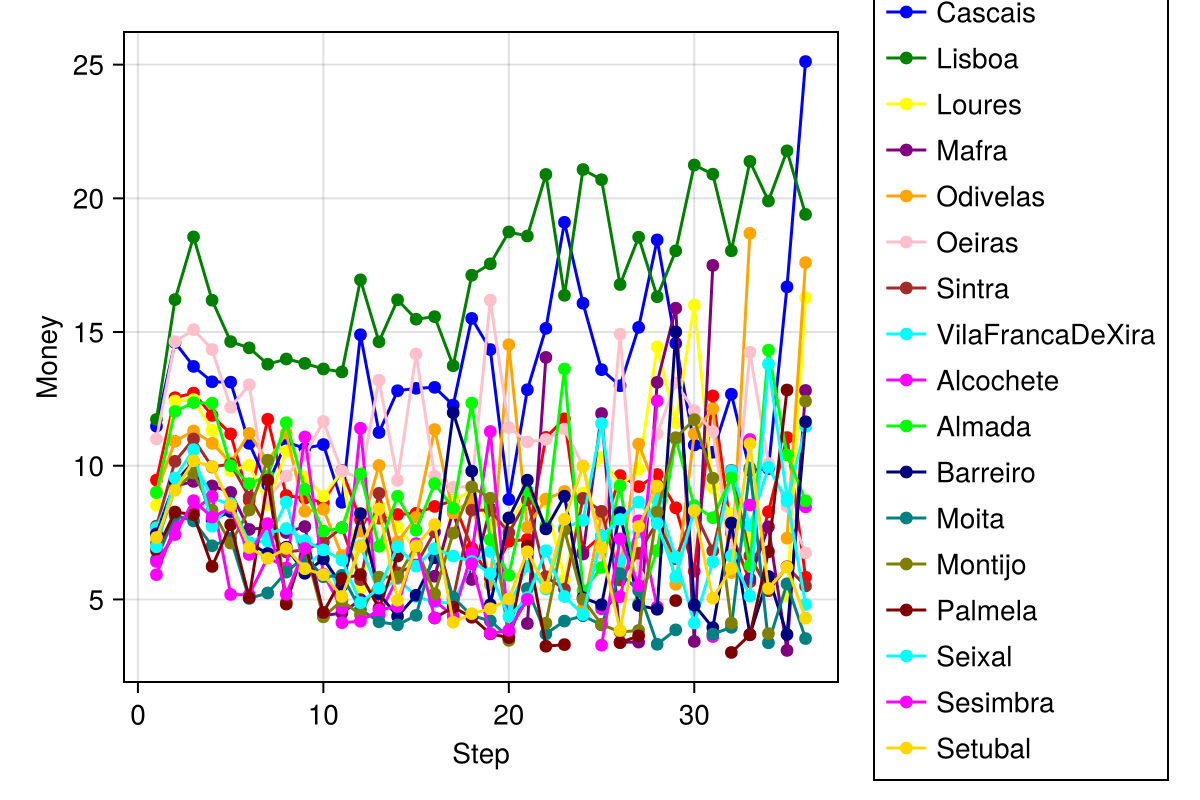 Money
25
20
15
10
5
0
10
20
30
Step
Cascais
Lisboa
Loures
Mafra
Odivelas
Oeiras
Sintra
VilaFrancaDeXira
Alcochete
Almada
Barreiro
Moita
Montijo
Palmela
Seixal
Sesimbra
Setubal